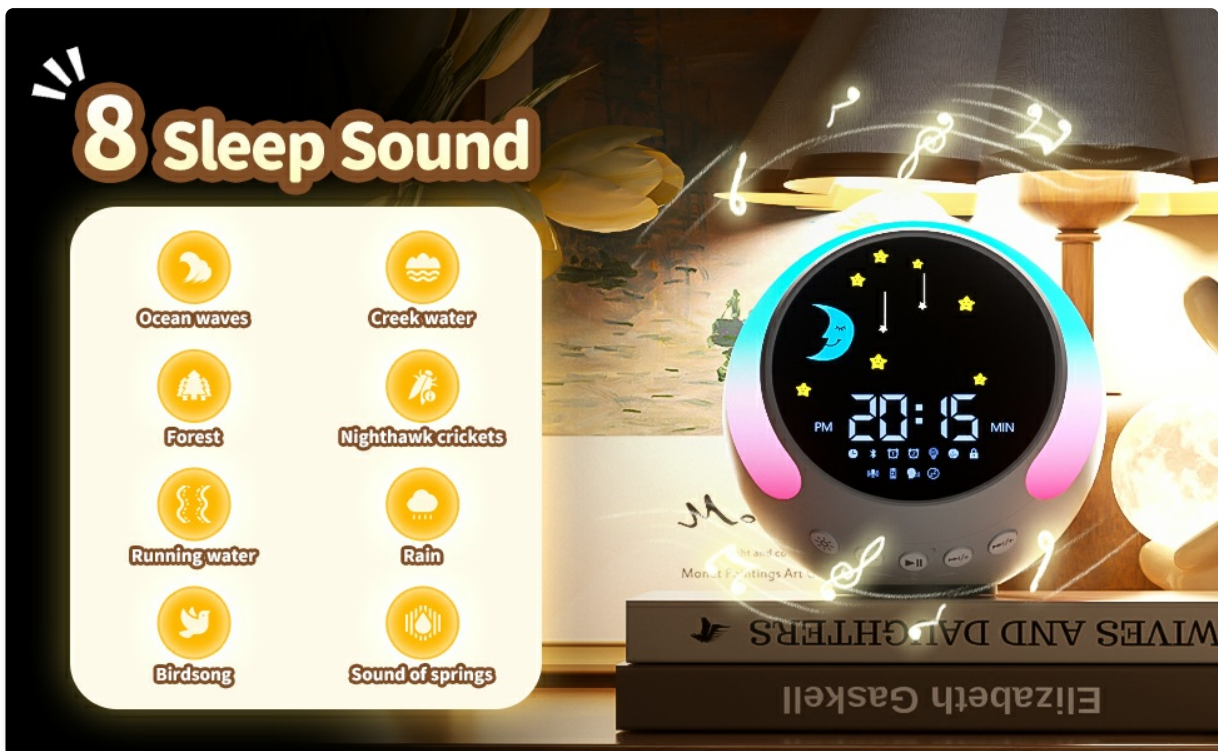 8 Sleep Sound
Ocean waves
Creek water
Forest
Nighthawk crickets
Running water
Rain
Birdsong
Sound of springs
PM 20:15 MIN
WIVES AND DAUGHTERS
Elizabeth Gaskell